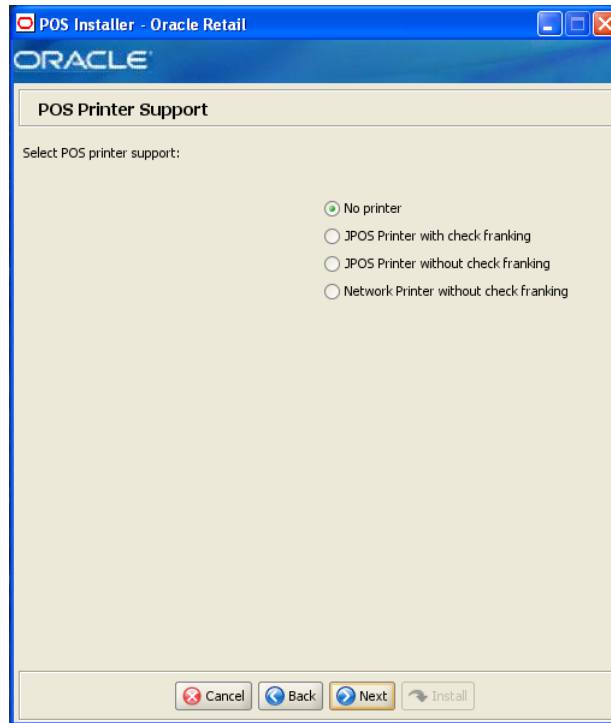 POS Installer - Oracle Retail
ORACLE
POS Printer Support
Select POS printer support:
No printer
JPOS Printer with check franking
JPOS Printer without check franking
Network Printer without check franking
Cancel Back Next Install